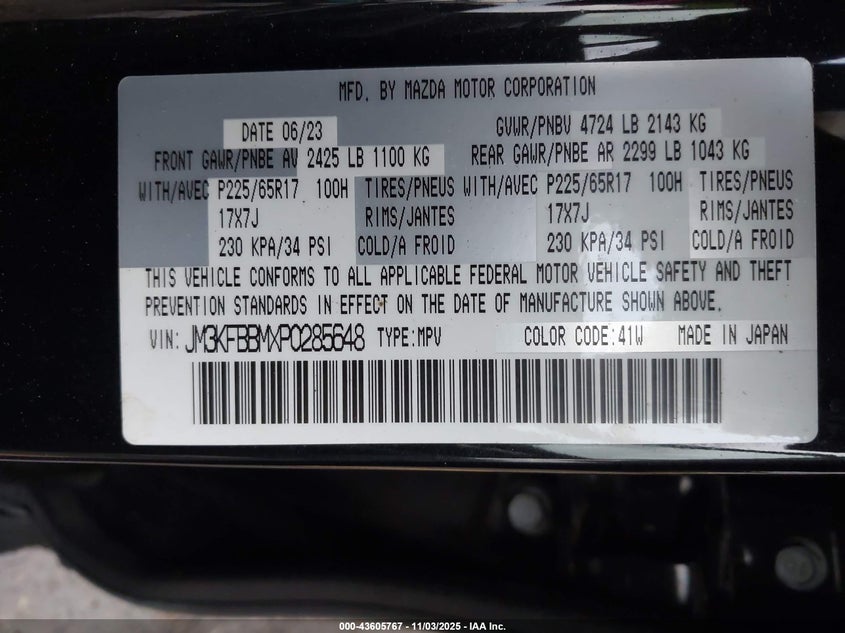 MFD. BY MAZDA MOTOR CORPORATION
DATE 06/23 GVWR/PNBV 4724 LB 2143 KG
FRONT GAWR/PNBE AV 2425 LB 1100 KG REAR GAWR/PNBE AR 2299 LB 1043 KG
WITH/AVEC P225/65R17 100H TIRES/PNEUS WITH/AVEC P225/65R17 100H TIRES/PNEUS
17X7J RIMS/JANTES 17X7J RIMS/JANTES
230 KPA/34 PSI COLD/A FROID 230 KPA/34 PSI COLD/A FROID
THIS VEHICLE CONFORMS TO ALL APPLICABLE FEDERAL MOTOR VEHICLE SAFETY AND THEFT
PREVENTION STANDARDS IN EFFECT ON THE DATE OF MANUFACTURE SHOWN ABOVE.
VIN: JM3KFBBMXP0285648 TYPE:MPV COLOR CODE:41W MADE IN JAPAN
000-43605767 - 11/03/2025 - IAA Inc.